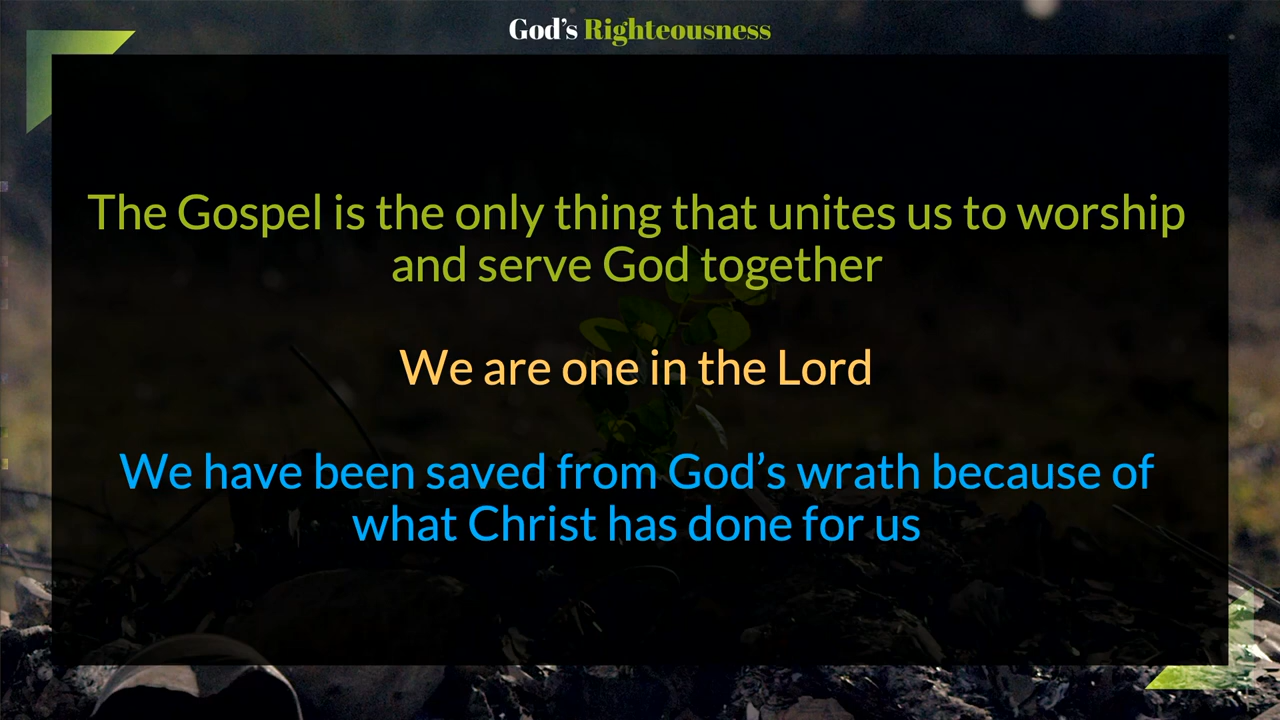 God’s Righteousness
The Gospel is the only thing that unites us to worship
and serve God together
We are one in the Lord
We have been saved from God’s wrath because of
what Christ has done for us